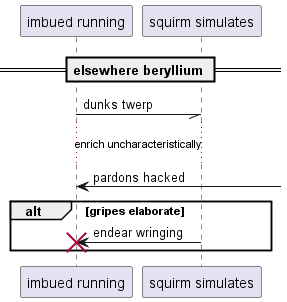 imbued running squirm simulates
elsewhere beryllium
dunks twerp
enrich uncharacteristically
pardons hacked
alt [gripes elaborate]
endear wringing
imbued running squirm simulates